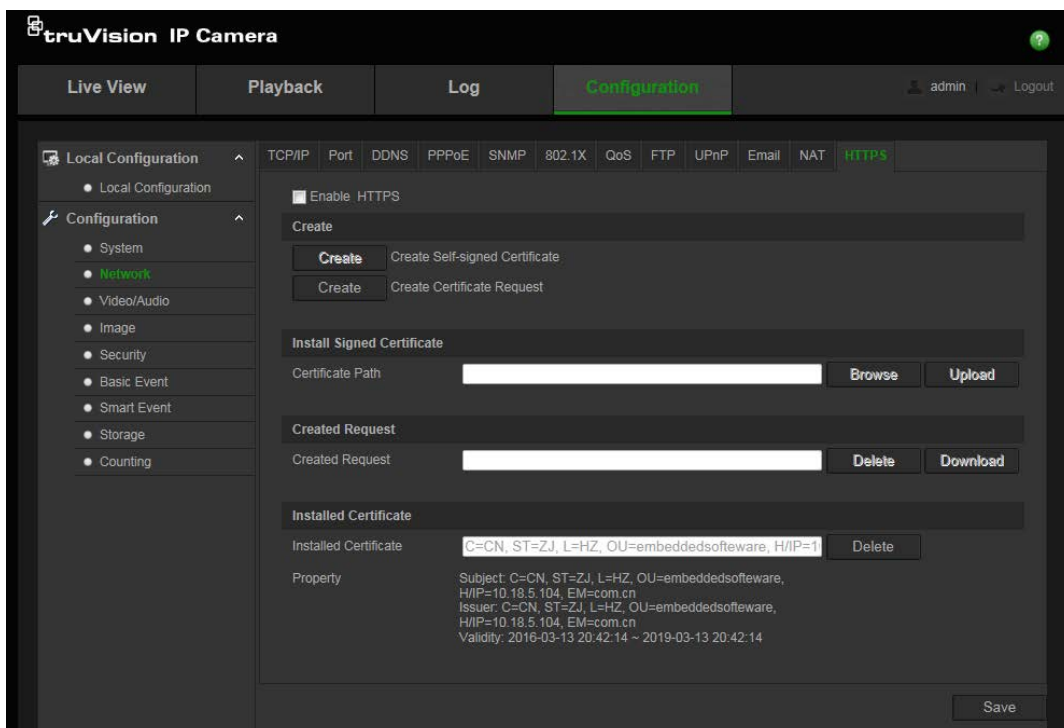 truVision IP Camera
?
Live View Playback Log Configuration admin Logout
Local Configuration
Local Configuration
Configuration
System
Network
Video/Audio
Image
Security
Basic Event
Smart Event
Storage
Counting
TCP/IP Port DDNS PPPoE SNMP 802.1X QoS FTP UPnP Email NAT HTTPS
Enable HTTPS
Create
Create Create Self-signed Certificate
Create Create Certificate Request
Install Signed Certificate
Certificate Path Browse Upload
Created Request
Created Request Delete Download
Installed Certificate
Installed Certificate C=CN, ST=ZJ, L=HZ, OU=embeddedsofteware, H/IP=1 Delete
Property Subject: C=CN, ST=ZJ, L=HZ, OU=embeddedsofteware,
H/IP=10.18.5.104, EM=com.cn
Issuer: C=CN, ST=ZJ, L=HZ, OU=embeddedsofteware,
H/IP=10.18.5.104, EM=com.cn
Validity: 2016-03-13 20:42:14 ~ 2019-03-13 20:42:14
Save